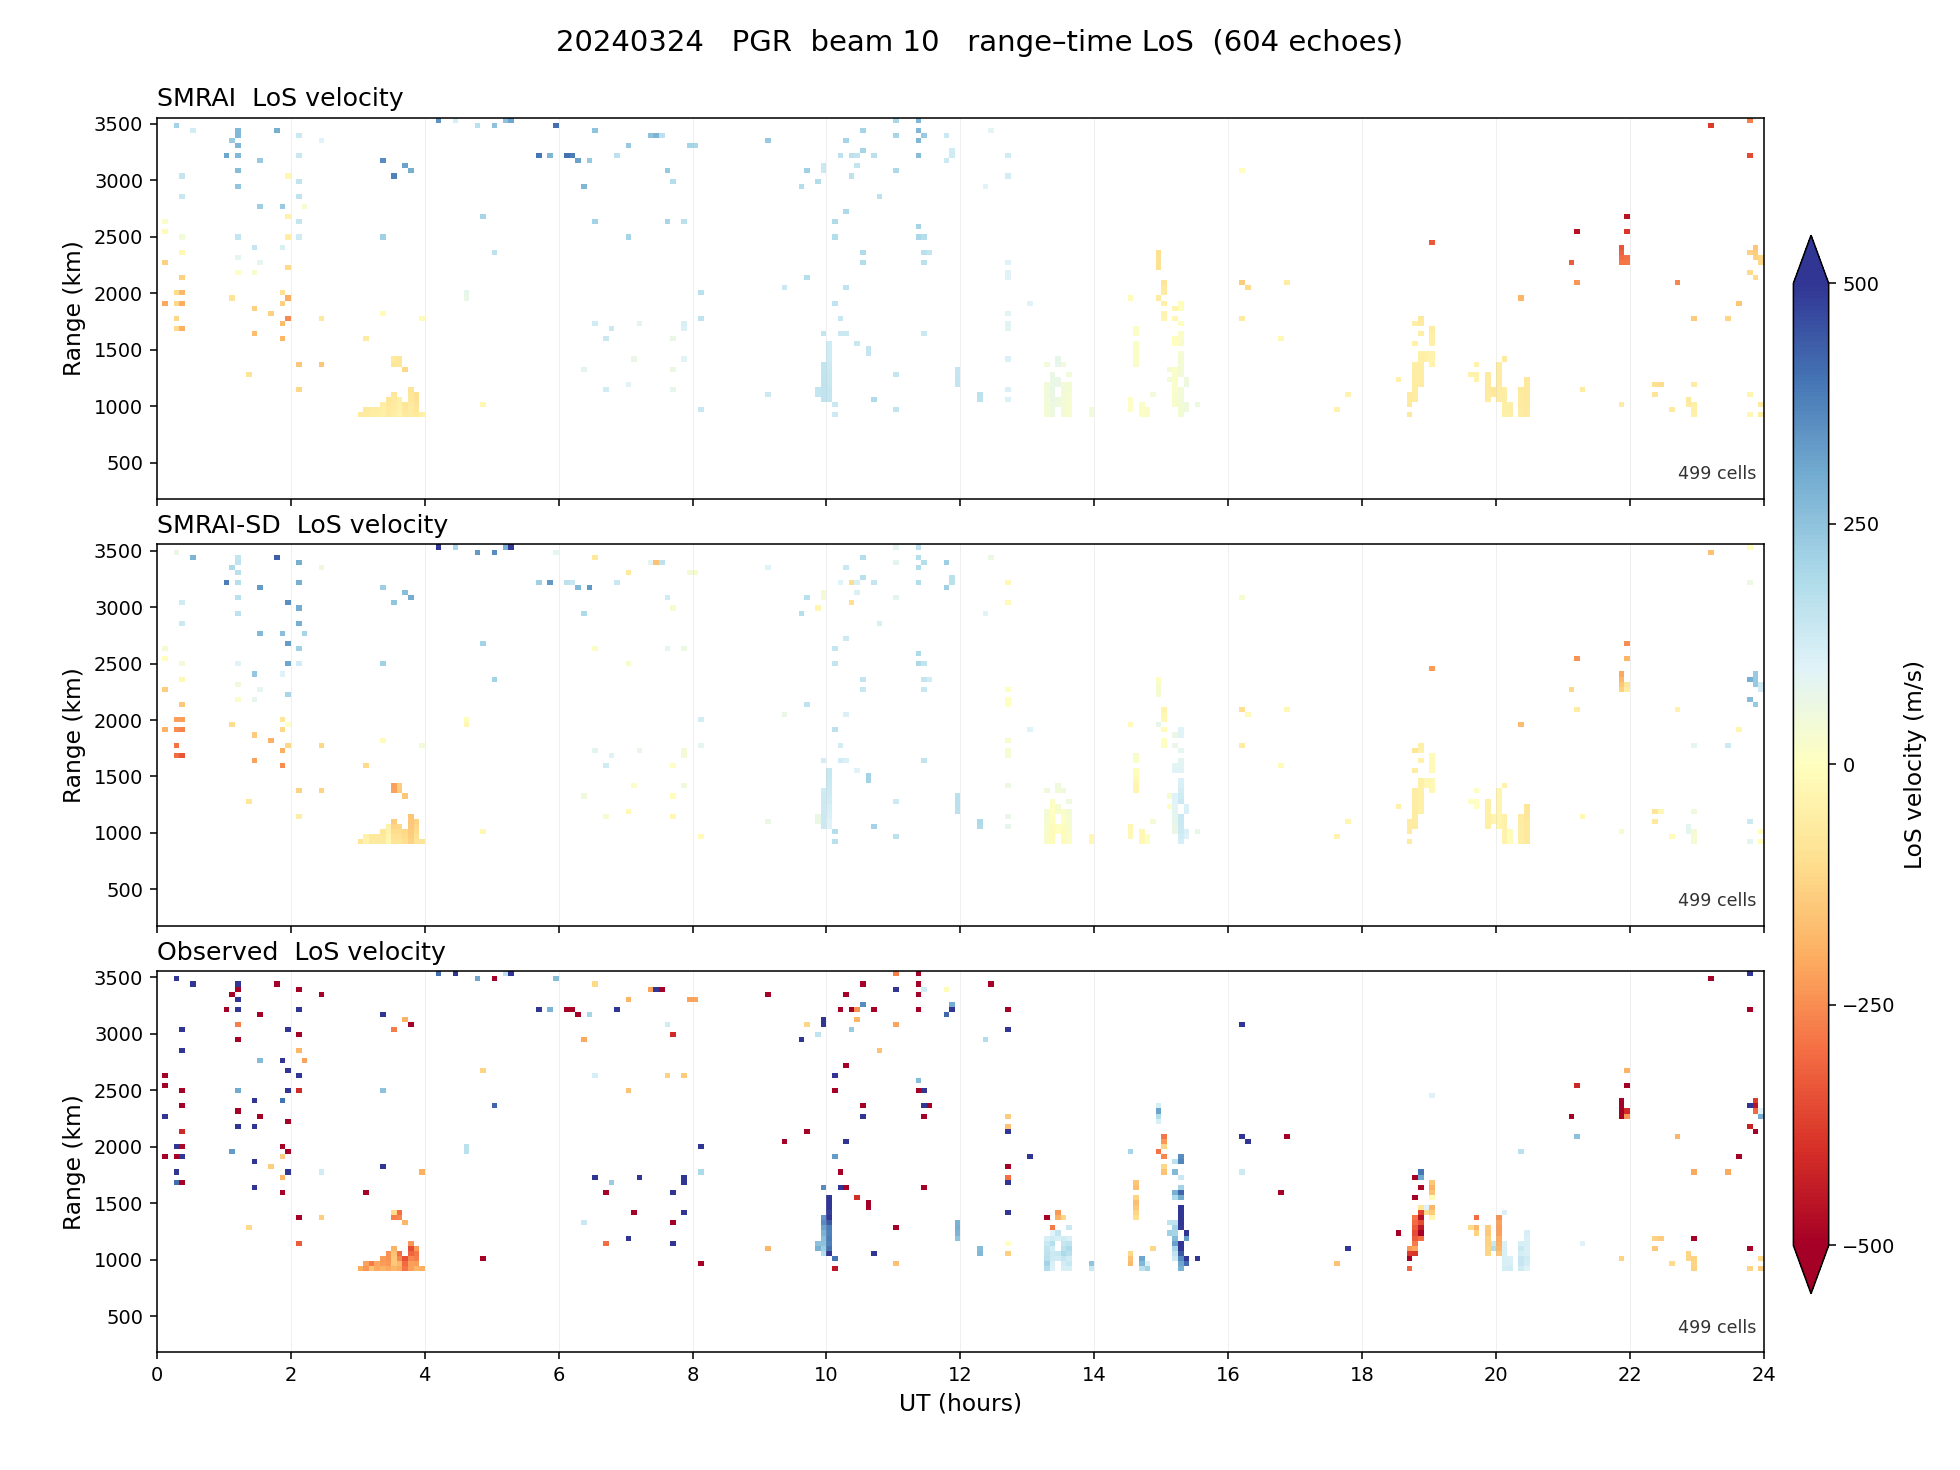 20240324   PGR  beam 10   range–time LoS  (604 echoes)
SMRAI  LoS velocity
3500
3000
2500
2000
1500
1000
500
Range (km)
499 cells
SMRAI-SD  LoS velocity
3500
3000
2500
2000
1500
1000
500
Range (km)
499 cells
Observed  LoS velocity
3500
3000
2500
2000
1500
1000
500
Range (km)
499 cells
0 2 4 6 8 10 12 14 16 18 20 22 24
UT (hours)
500
250
0
−250
−500
LoS velocity (m/s)